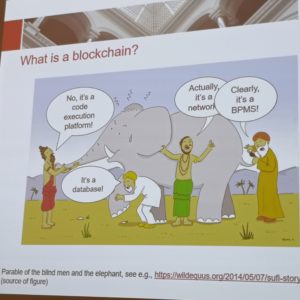 What is a blockchain?
No, it's a
code
execution
platform!
Actually,
it's a
network
Clearly,
it's a
BPMS!
It's a
database!
Parable of the blind men and the elephant, see e.g., https://wildequus.org/2014/05/07/sufi-story
(source of figure)